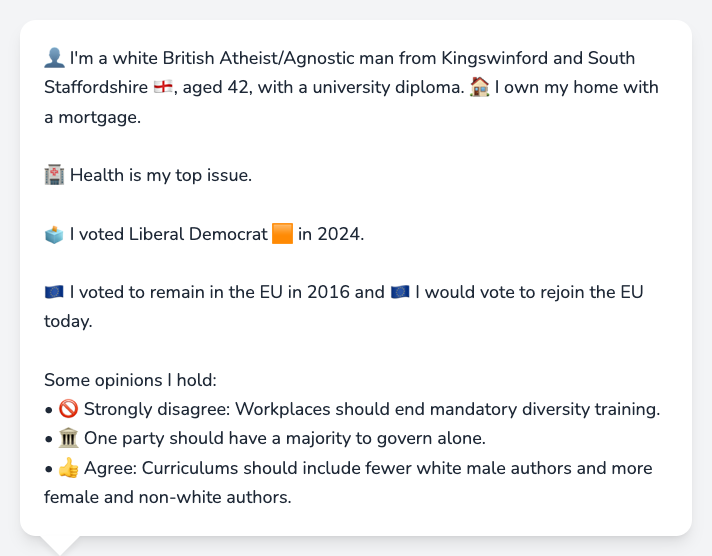 👤 I'm a white British Atheist/Agnostic man from Kingswinford and South
Staffordshire 🏴󠁧󠁢󠁥󠁮󠁧󠁿, aged 42, with a university diploma. 🏠 I own my home with
a mortgage.
🏥 Health is my top issue.
🗳️ I voted Liberal Democrat 🟧 in 2024.
🇪🇺 I voted to remain in the EU in 2016 and 🇪🇺 I would vote to rejoin the EU
today.
Some opinions I hold:
• 🚫 Strongly disagree: Workplaces should end mandatory diversity training.
• 🏛️ One party should have a majority to govern alone.
• 👍 Agree: Curriculums should include fewer white male authors and more
female and non-white authors.